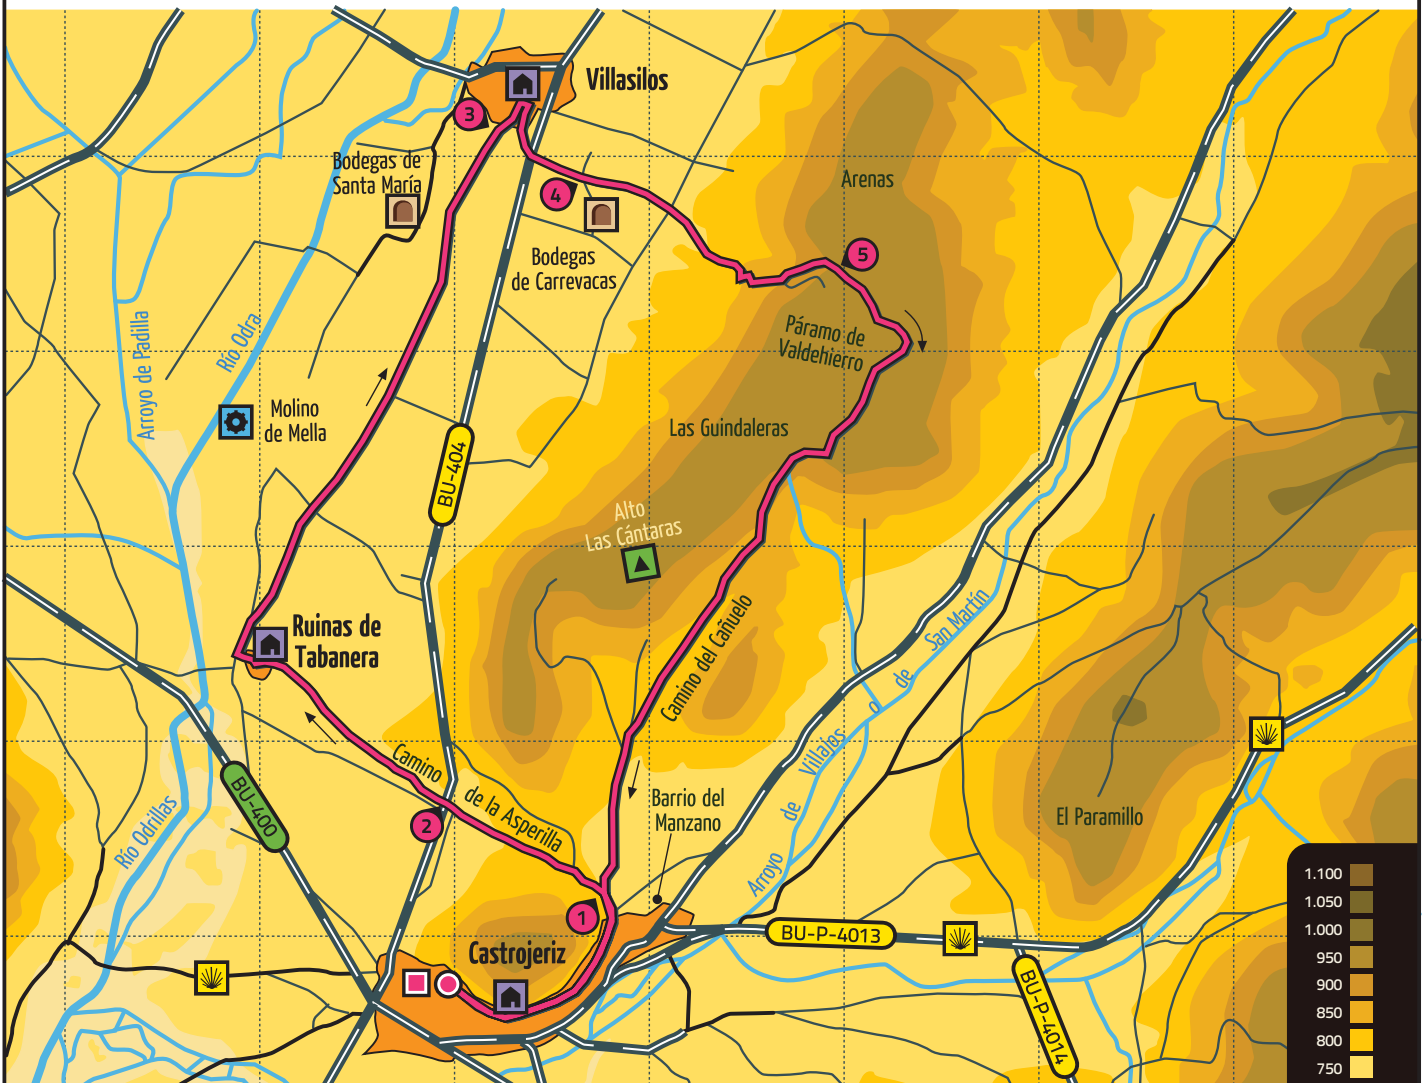 Villasilos
3
Bodegas de
Santa María
4
Arenas
5
Bodegas
de Carrevacas
Arroyo de Padilla
Río Odra
Páramo de
Valdehierro
Molino
de Mella
Las Guindaleras
BU-404
Alto
Las Cántaras
Ruinas de
Tabanera
Camino del Cañuelo
Arroyo de Villajos o de San Martín
Camino de la Asperilla
BU-400
2
Río Odrillas
Barrio del
Manzano
El Paramillo
1
Castrojeriz
BU-P-4013
BU-P-4014
1.100
1.050
1.000
950
900
850
800
750